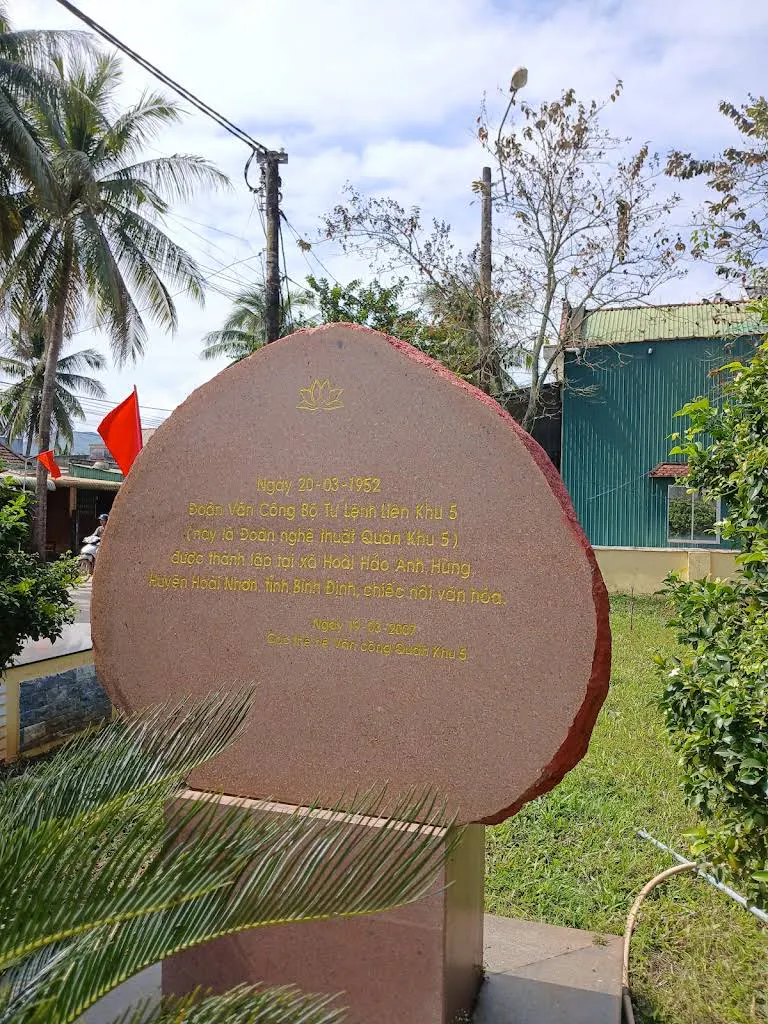 Ngày 20-03-1952
Đoàn Văn Công Bộ Tư Lệnh Liên Khu 5
(nay là Đoàn nghệ thuật Quân Khu 5)
được thành lập tại xã Hoài Hảo Anh Hùng
Huyện Hoài Nhơn, tỉnh Bình Định, chiếc nôi văn hóa.
Ngày 19-03-2007
Các thế hệ Văn công Quân Khu 5